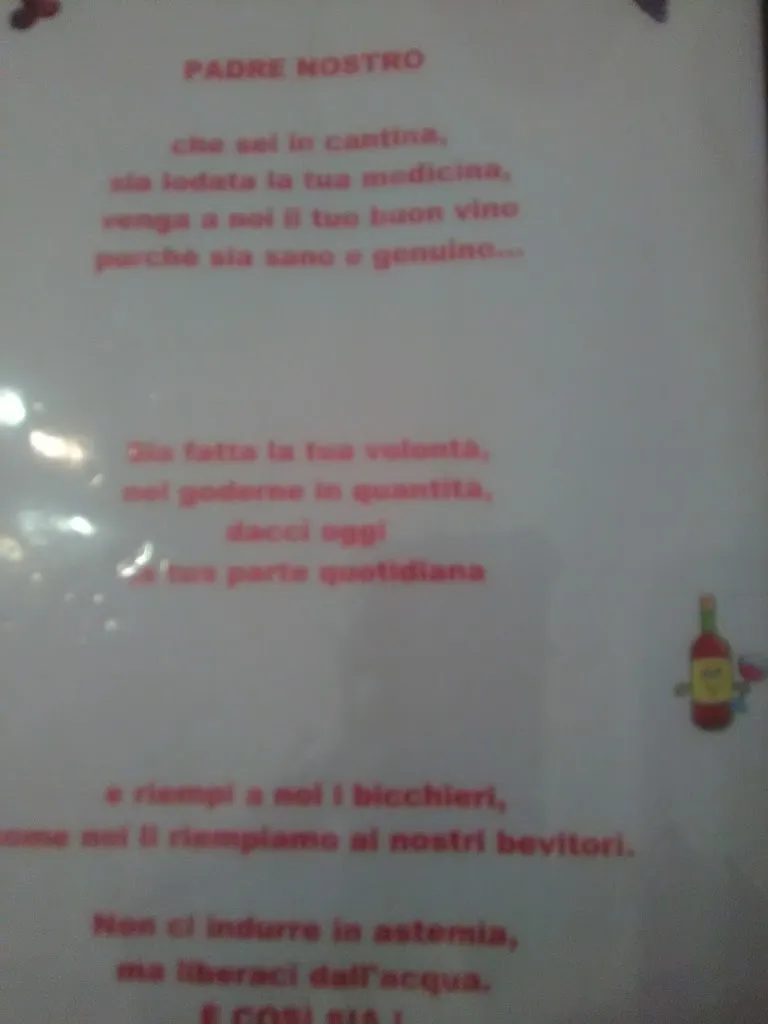 PADRE NOSTRO
che sei in cantina,
sia lodata la tua medicina,
venga a noi il tuo buon vino
purchè sia sano e genuino...
Sia fatta la tua volontà,
nel goderne in quantità,
dacci oggi
la tua parte quotidiana
e riempi a noi i bicchieri,
come noi li riempiamo ai nostri bevitori.
Non ci indurre in astemia,
ma liberaci dall'acqua.
E COSÌ SIA !